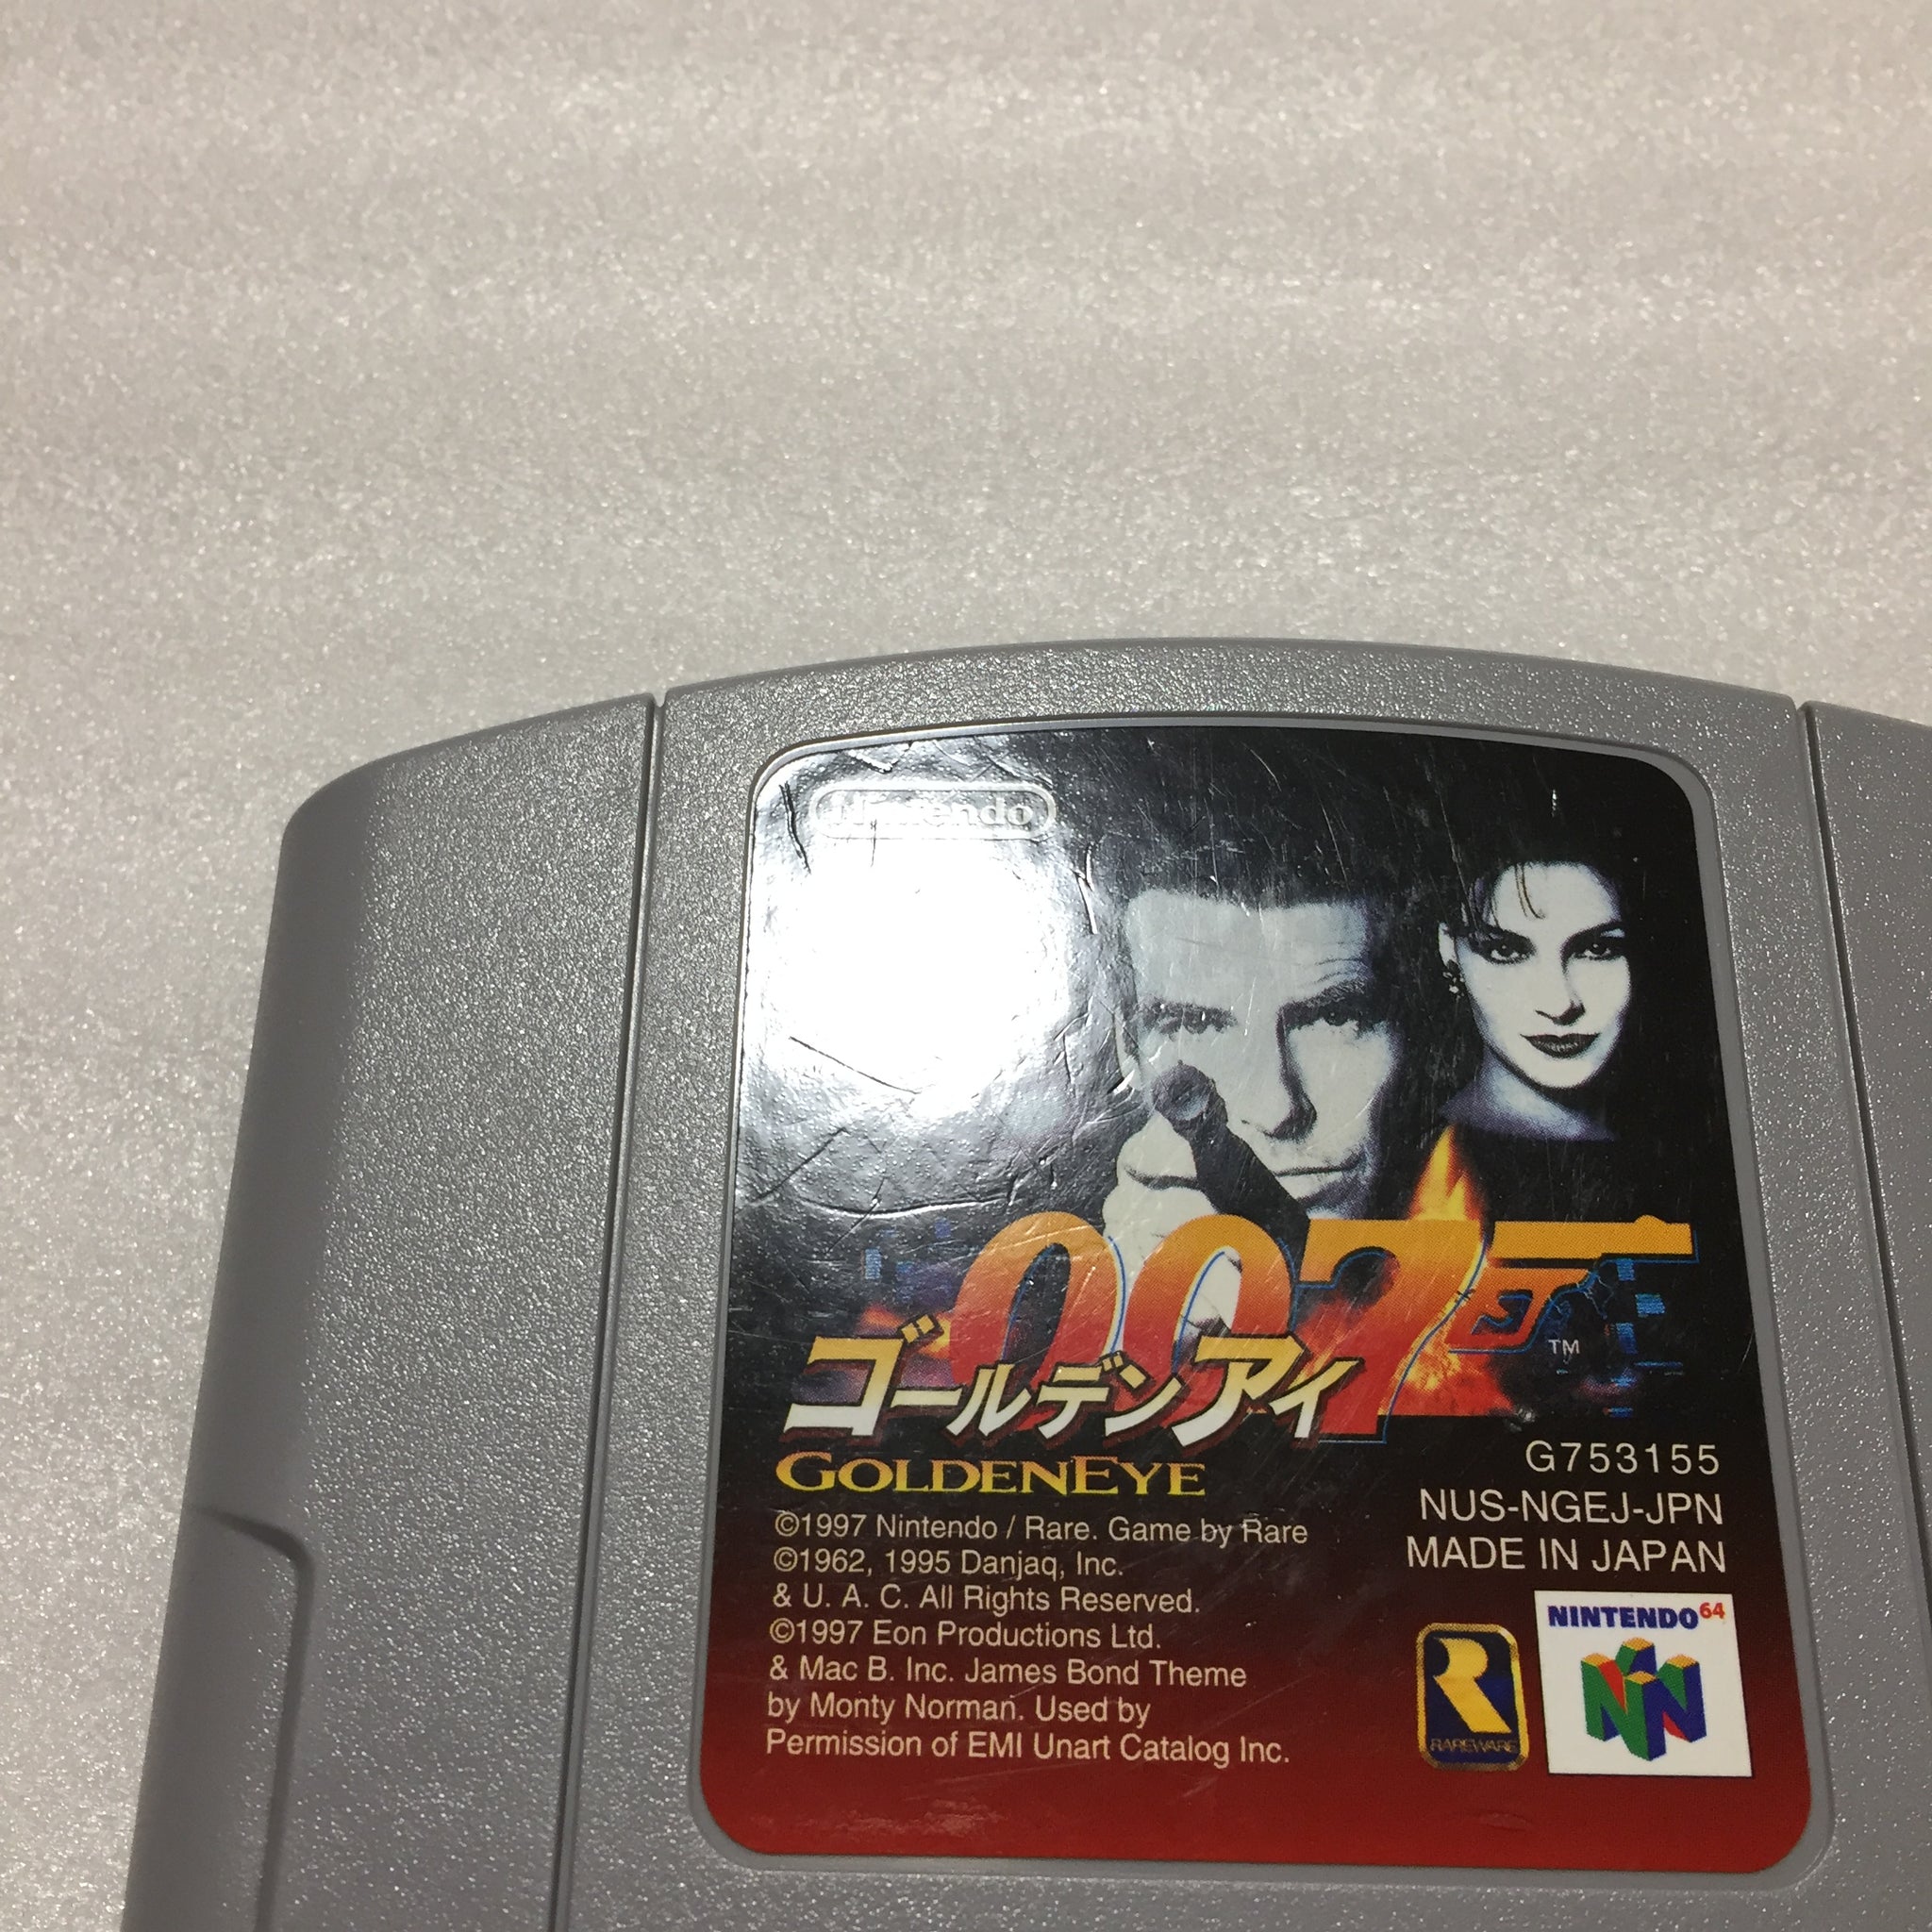 Nintendo
007
TM
ゴールデンアイ
GOLDENEYE
G753155
NUS-NGEJ-JPN
MADE IN JAPAN
©1997 Nintendo / Rare. Game by Rare
©1962, 1995 Danjaq, Inc.
& U. A. C. All Rights Reserved.
©1997 Eon Productions Ltd.
& Mac B. Inc. James Bond Theme
by Monty Norman. Used by
Permission of EMI Unart Catalog Inc.
R
RAREWARE
NINTENDO64